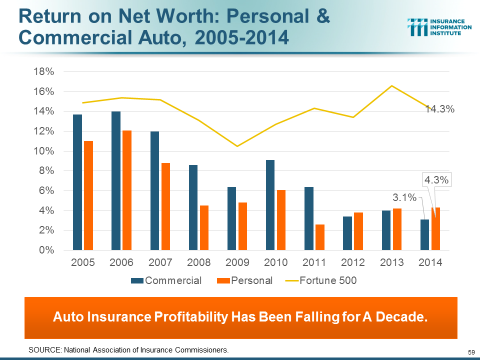 Return on Net Worth: Personal &
Commercial Auto, 2005-2014
INSURANCE
INFORMATION
INSTITUTE
18%
16%
14%
12%
10%
8%
6%
4%
2%
0%
14.3%
4.3%
3.1%
2005 2006 2007 2008 2009 2010 2011 2012 2013 2014
Commercial Personal Fortune 500
Auto Insurance Profitability Has Been Falling for A Decade.
SOURCE: National Association of Insurance Commissioners.
59